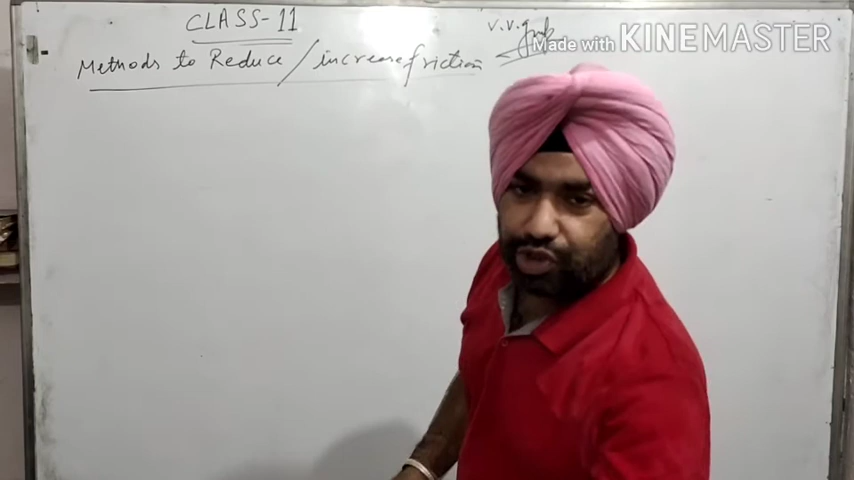 CLASS-11
v.v.
Methods to Reduce/increase friction
Made with KINEMASTER